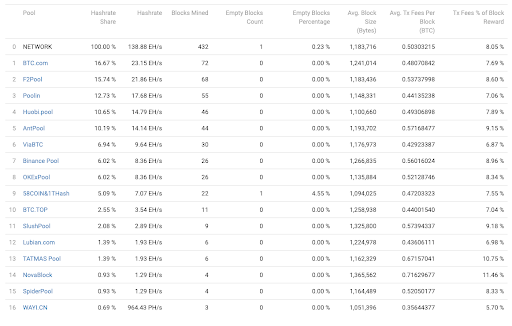 Pool Hashrate Share Hashrate Blocks Mined Empty Blocks Count Empty Blocks Percentage Avg. Block Size (Bytes) Avg. Tx Fees Per Block (BTC) Tx Fees % of Block Reward
0 NETWORK 100.00 % 138.88 EH/s 432 1 0.23 % 1,183,716 0.50303215 8.05 %
1 BTC.com 16.67 % 23.15 EH/s 72 0 0.00 % 1,241,014 0.48070842 7.69 %
2 F2Pool 15.74 % 21.86 EH/s 68 0 0.00 % 1,183,436 0.53737998 8.60 %
3 Poolin 12.73 % 17.68 EH/s 55 0 0.00 % 1,148,331 0.44135238 7.06 %
4 Huobi.pool 10.65 % 14.79 EH/s 46 0 0.00 % 1,100,660 0.49306898 7.89 %
5 AntPool 10.19 % 14.14 EH/s 44 0 0.00 % 1,193,702 0.57168477 9.15 %
6 ViaBTC 6.94 % 9.64 EH/s 30 0 0.00 % 1,176,973 0.42923387 6.87 %
7 Binance Pool 6.02 % 8.36 EH/s 26 0 0.00 % 1,266,835 0.56016024 8.96 %
8 OKExPool 6.02 % 8.36 EH/s 26 0 0.00 % 1,135,884 0.52128746 8.34 %
9 58COIN&1THash 5.09 % 7.07 EH/s 22 1 4.55 % 1,094,025 0.47203323 7.55 %
10 BTC.TOP 2.55 % 3.54 EH/s 11 0 0.00 % 1,258,938 0.44001540 7.04 %
11 SlushPool 2.08 % 2.89 EH/s 9 0 0.00 % 1,325,800 0.57394337 9.18 %
12 Lubian.com 1.39 % 1.93 EH/s 6 0 0.00 % 1,224,978 0.43606111 6.98 %
13 TATMAS Pool 1.39 % 1.93 EH/s 6 0 0.00 % 1,162,329 0.67157041 10.75 %
14 NovaBlock 0.93 % 1.29 EH/s 4 0 0.00 % 1,365,562 0.71629677 11.46 %
15 SpiderPool 0.93 % 1.29 EH/s 4 0 0.00 % 1,164,489 0.52050177 8.33 %
16 WAYI.CN 0.69 % 964.43 PH/s 3 0 0.00 % 1,051,396 0.35644377 5.70 %